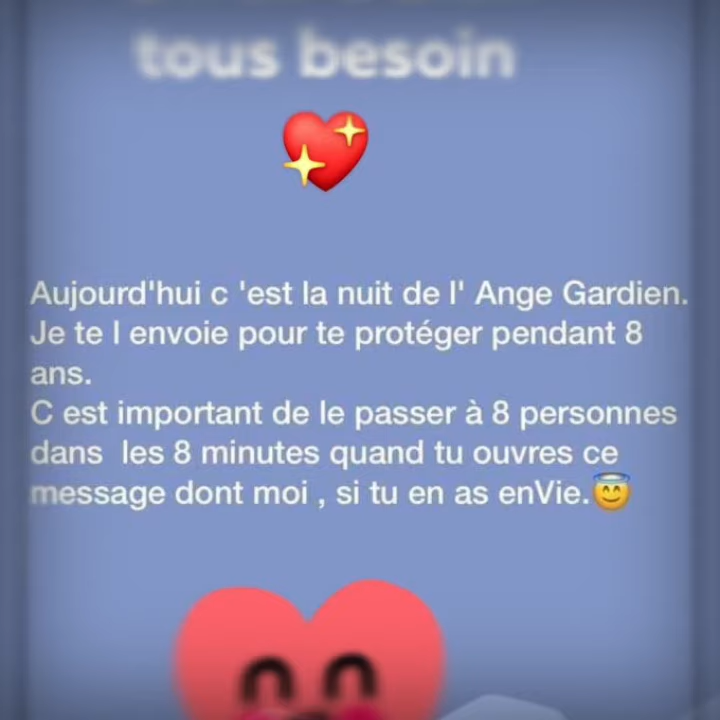 tous besoin
Aujourd'hui c 'est la nuit de l' Ange Gardien.
Je te l envoie pour te protéger pendant 8
ans.
C est important de le passer à 8 personnes
dans  les 8 minutes quand tu ouvres ce
message dont moi , si tu en as enVie.😇